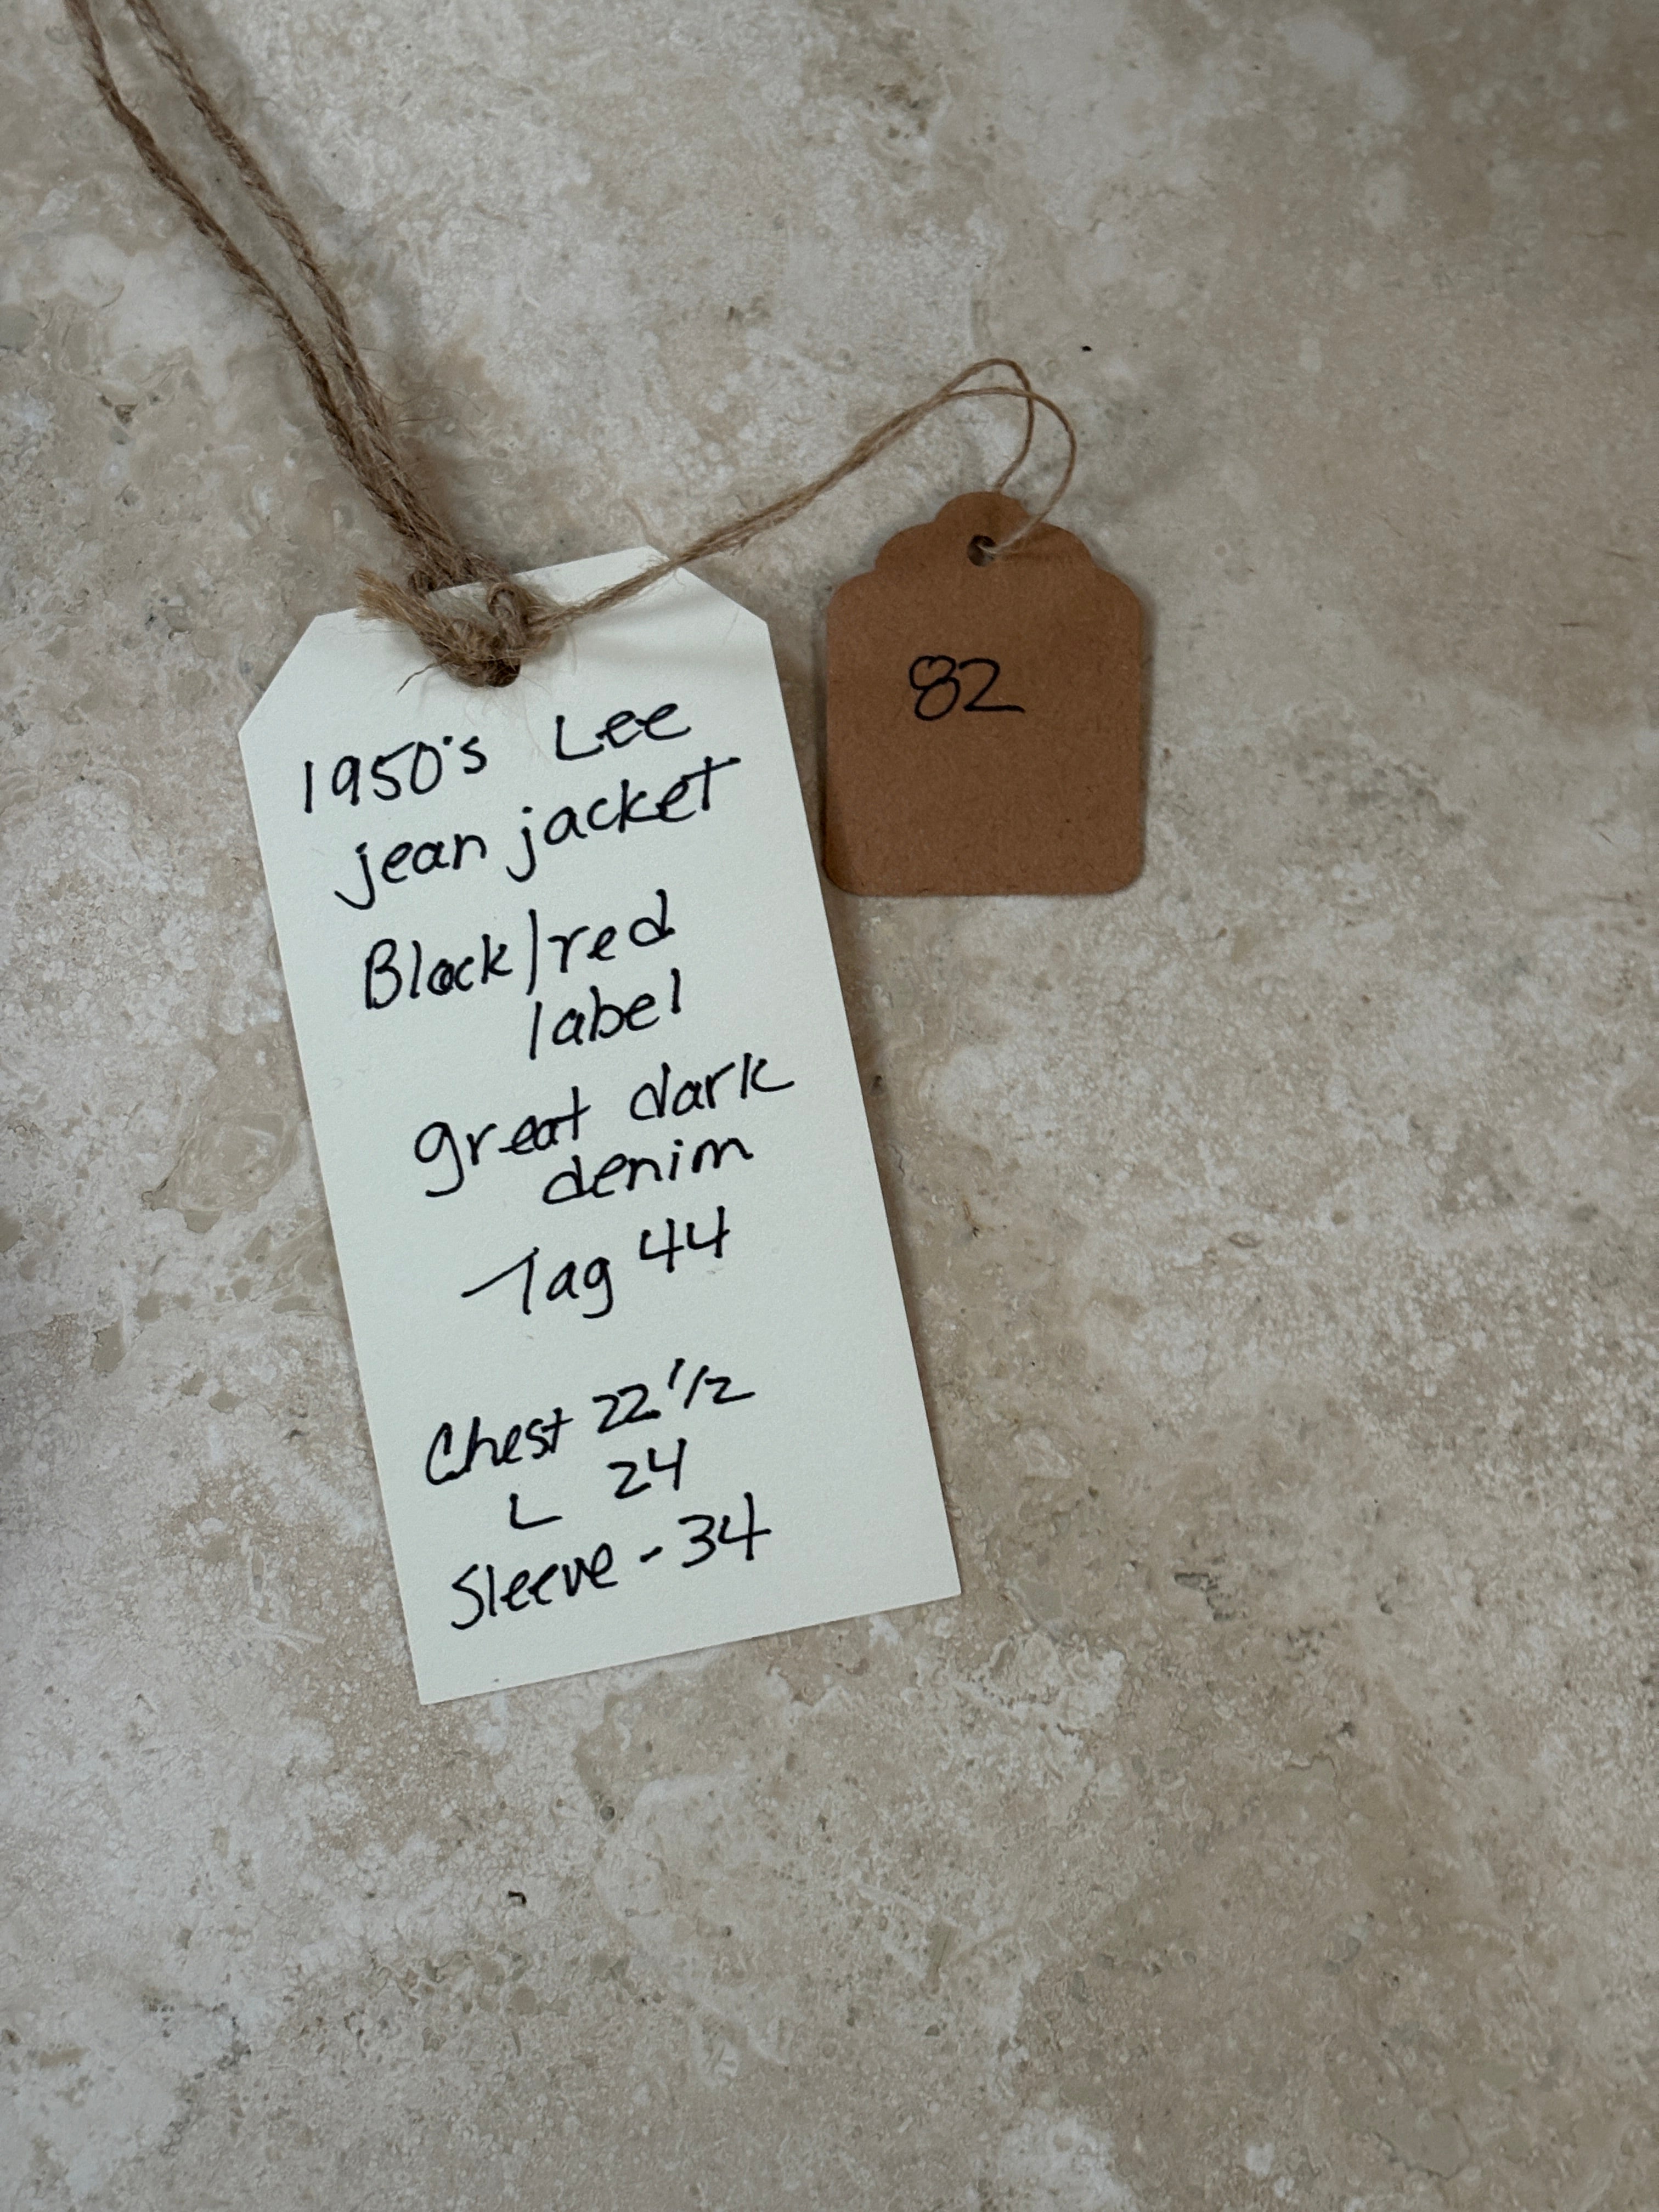 1950's Lee
jean jacket
Black/red
label
great dark
denim
Tag 44
Chest 22 1/2
L 24
Sleeve - 34
82